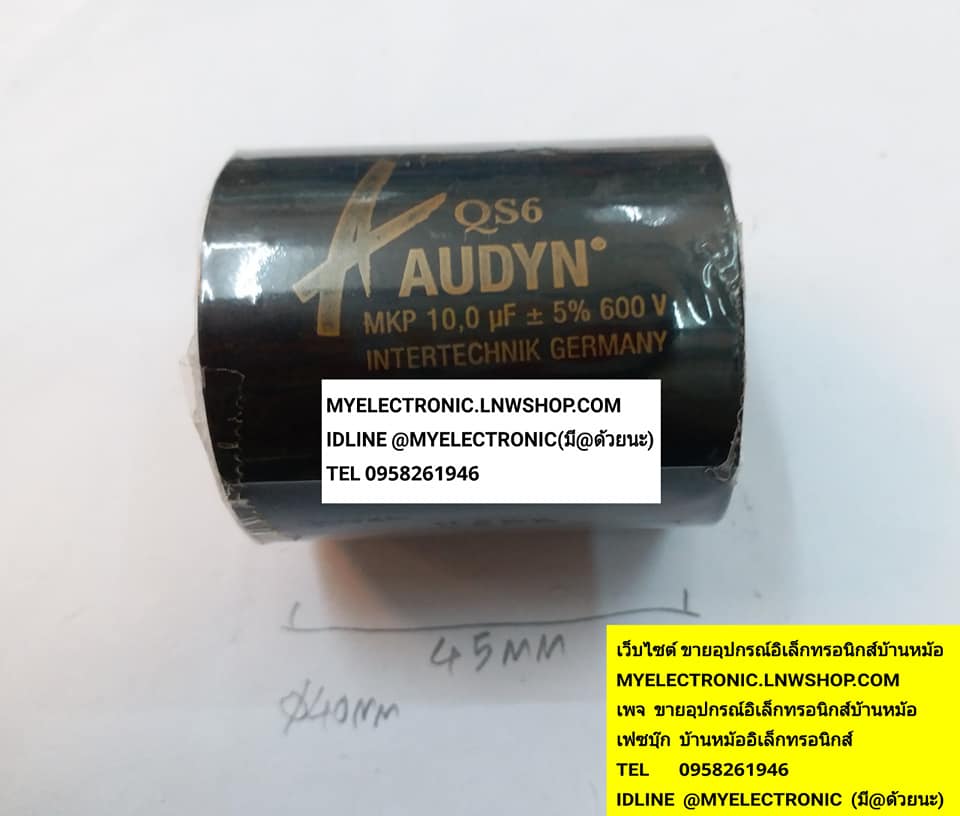 QS6
AUDYN
MKP 10,0 µF ± 5% 600 V
INTERTECHNIK GERMANY
MYELECTRONIC.LNWSHOP.COM
IDLINE @MYELECTRONIC(มี@ด้วยนะ)
TEL 0958261946
45MM
Ø40MM
เว็บไซต์ ขายอุปกรณ์อิเล็กทรอนิกส์บ้านหม้อ
MYELECTRONIC.LNWSHOP.COM
เพจ ขายอุปกรณ์อิเล็กทรอนิกส์บ้านหม้อ
เฟซบุ๊ก บ้านหม้ออิเล็กทรอนิกส์
TEL 0958261946
IDLINE @MYELECTRONIC (มี@ด้วยนะ)